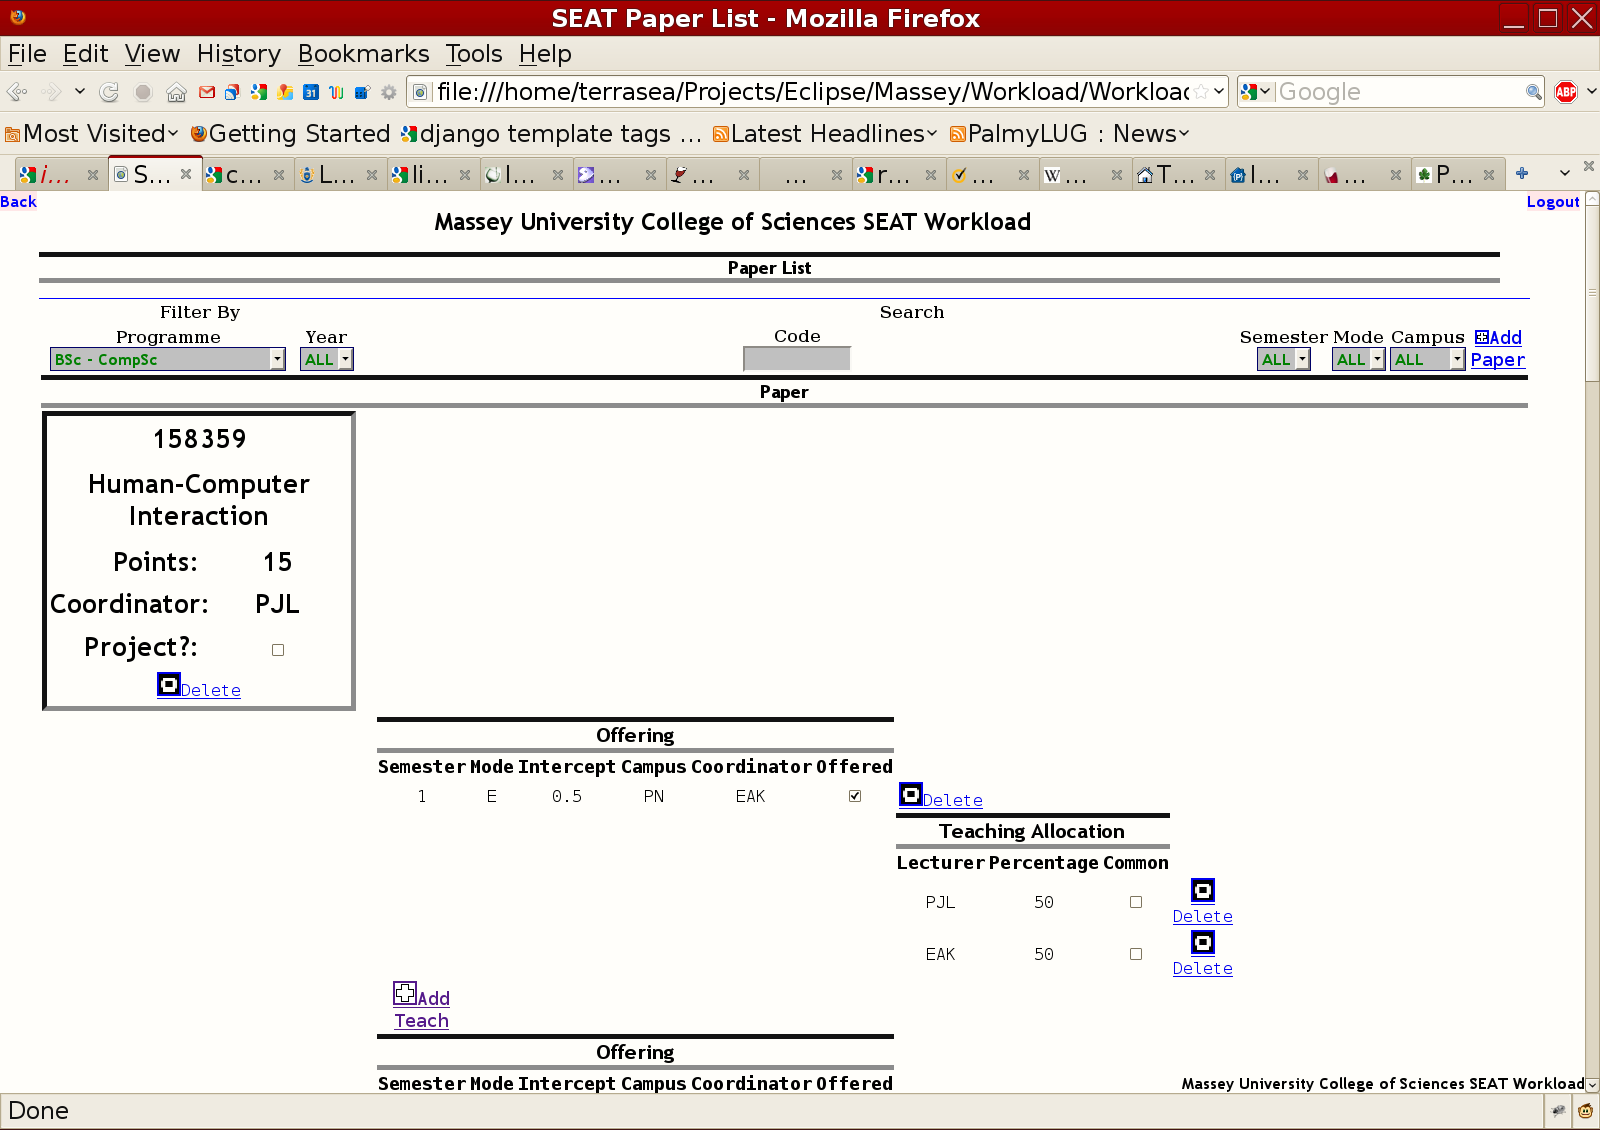 SEAT Paper List - Mozilla Firefox
File Edit View History Bookmarks Tools Help
file:///home/terrasea/Projects/Eclipse/Massey/Workload/Workload
Google
ABP
Most Visited Getting Started django template tags ... Latest Headlines PalmyLUG : News
i... S... c... L... li... I... ... ... ... r... ... W ... T... I... ... P...
Back
Logout
Massey University College of Sciences SEAT Workload
Paper List
Filter By
Search
Programme Year Code Semester Mode Campus Add Paper
BSc - CompSc ALL ALL ALL ALL
Paper
158359
Human-Computer
Interaction
Points: 15
Coordinator: PJL
Project?:
Delete
Offering
Semester Mode Intercept Campus Coordinator Offered
1 E 0.5 PN EAK Delete
Teaching Allocation
Lecturer Percentage Common
PJL 50 Delete
EAK 50 Delete
Add
Teach
Offering
Semester Mode Intercept Campus Coordinator Offered
Massey University College of Sciences SEAT Workload
Done